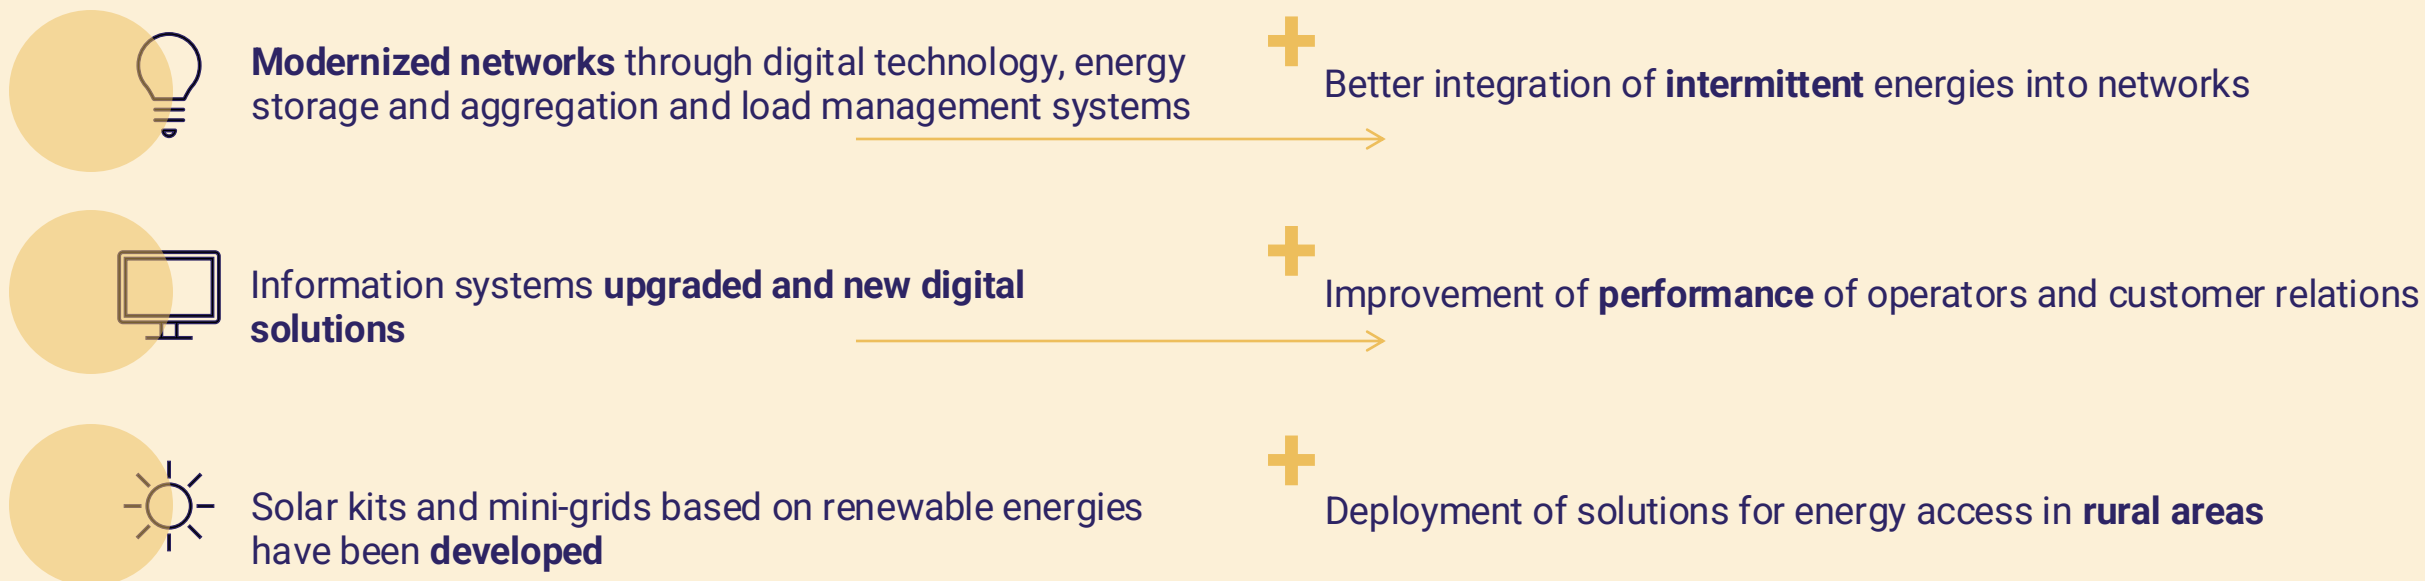 Modernized networks through digital technology, energy
storage and aggregation and load management systems
Better integration of intermittent energies into networks
Information systems upgraded and new digital
solutions
Improvement of performance of operators and customer relations
Solar kits and mini-grids based on renewable energies
have been developed
Deployment of solutions for energy access in rural areas